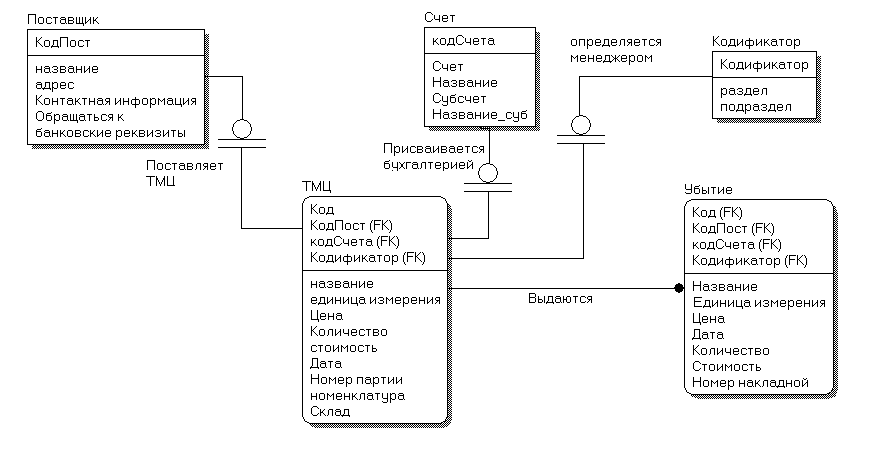 Поставщик
КодПост
название
адрес
Контактная информация
Обращаться к
банковские реквизиты
Поставляет
ТМЦ
Счет
кодСчета
Счет
Название
Субсчет
Название_суб
Присваивается
бухгалтерией
определяется
менеджером
Кодификатор
Кодификатор
раздел
подраздел
ТМЦ
Код
КодПост (FK)
кодСчета (FK)
Кодификатор (FK)
название
единица измерения
Цена
Количество
стоимость
Дата
Номер партии
номенклатура
Склад
Выдаются
Убытие
Код (FK)
КодПост (FK)
кодСчета (FK)
Кодификатор (FK)
Название
Единица измерения
Цена
Дата
Количество
Стоимость
Номер накладной